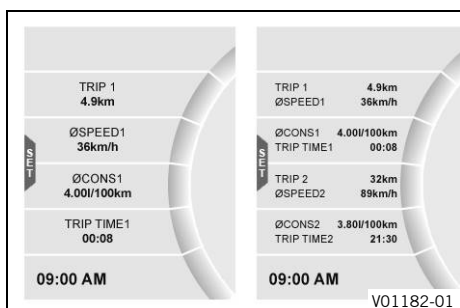 TRIP 1
4.9km
ØSPEED1
36km/h
SET
ØCONS1
4.00l/100km
TRIP TIME1
00:08
09:00 AM
TRIP 1 4.9km
ØSPEED1 36km/h
ØCONS1 4.00l/100km
TRIP TIME1 00:08
SET
TRIP 2 32km
ØSPEED2 89km/h
ØCONS2 3.80l/100km
TRIP TIME2 21:30
09:00 AM
V01182-01